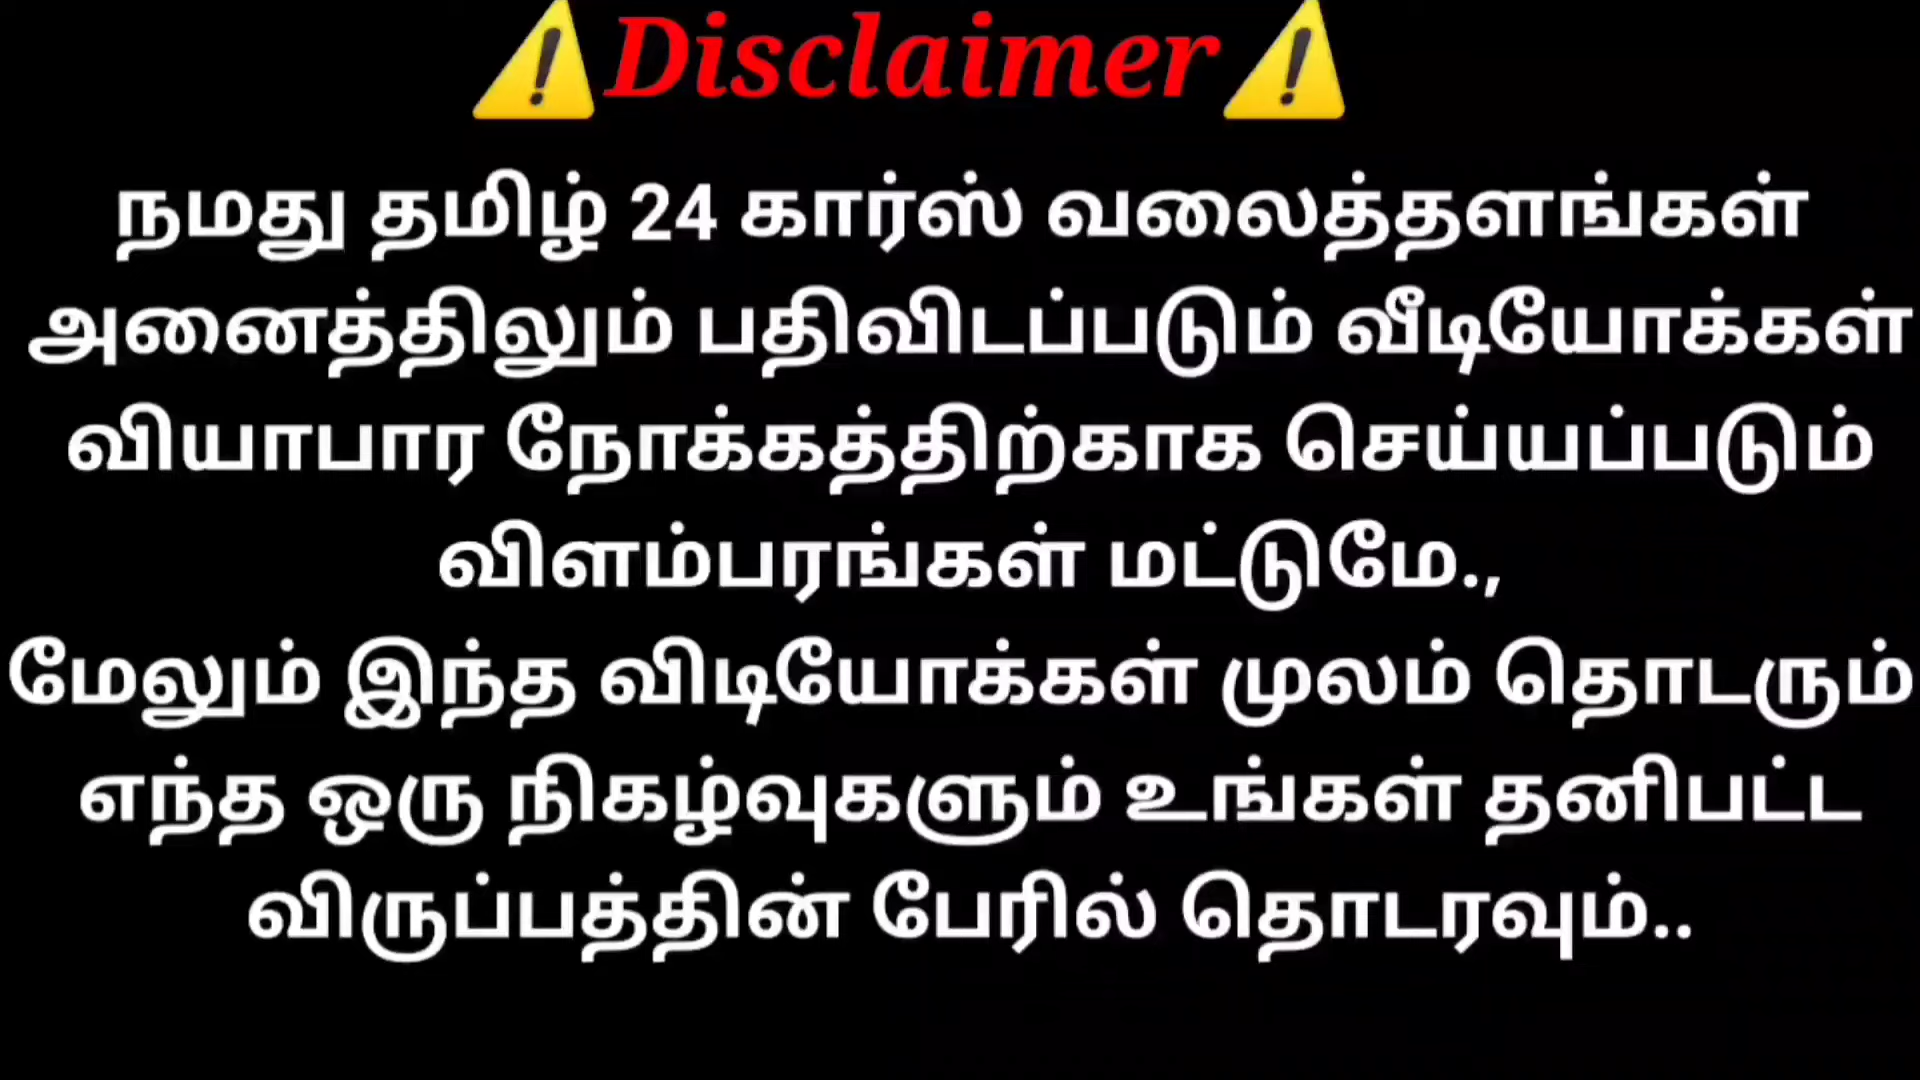 ⚠️Disclaimer⚠️
நமது தமிழ் 24 கார்ஸ் வலைத்தளங்கள்
அனைத்திலும் பதிவிடப்படும் வீடியோக்கள்
வியாபார நோக்கத்திற்காக செய்யப்படும்
விளம்பரங்கள் மட்டுமே.,
மேலும் இந்த விடியோக்கள் முலம் தொடரும்
எந்த ஒரு நிகழ்வுகளும் உங்கள் தனிபட்ட
விருப்பத்தின் பேரில் தொடரவும்..